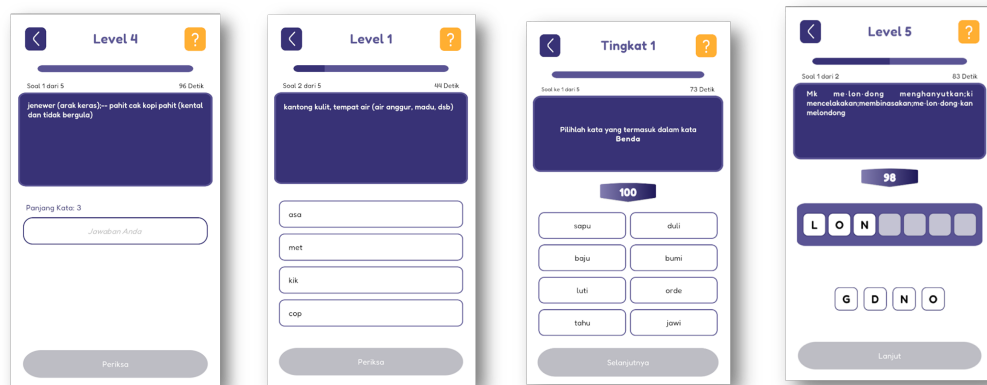 Level 4
?
Soal 1 dari 5
96 Detik
jenewer (arak keras);-- pahit cak kopi pahit (kental
dan tidak bergula)
Panjang Kata: 3
Jawaban Anda
Periksa
Level 1
?
Soal 2 dari 5
44 Detik
kantong kulit, tempat air (air anggur, madu, dsb)
asa
met
kik
cop
Periksa
Tingkat 1
?
Soal ke 1 dari 5
73 Detik
Pilihlah kata yang termasuk dalam kata
Benda
100
sapu
duli
baju
bumi
luti
orde
tahu
jawi
Selanjutnya
Level 5
?
Soal 1 dari 2
83 Detik
Mk me·lon·dong menghanyutkan;ki
mencelakakan;membinasakan;me·lon·dong·kan
melondong
98
L O N
G D N O
Lanjut